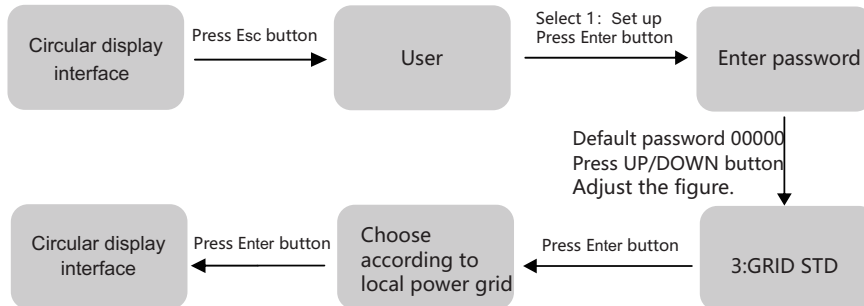 Circular display
interface
Press Esc button
User
Select 1: Set up
Press Enter button
Enter password
Default password 00000
Press UP/DOWN button
Adjust the figure.
3:GRID STD
Press Enter button
Choose
according to
local power grid
Press Enter button
Circular display
interface